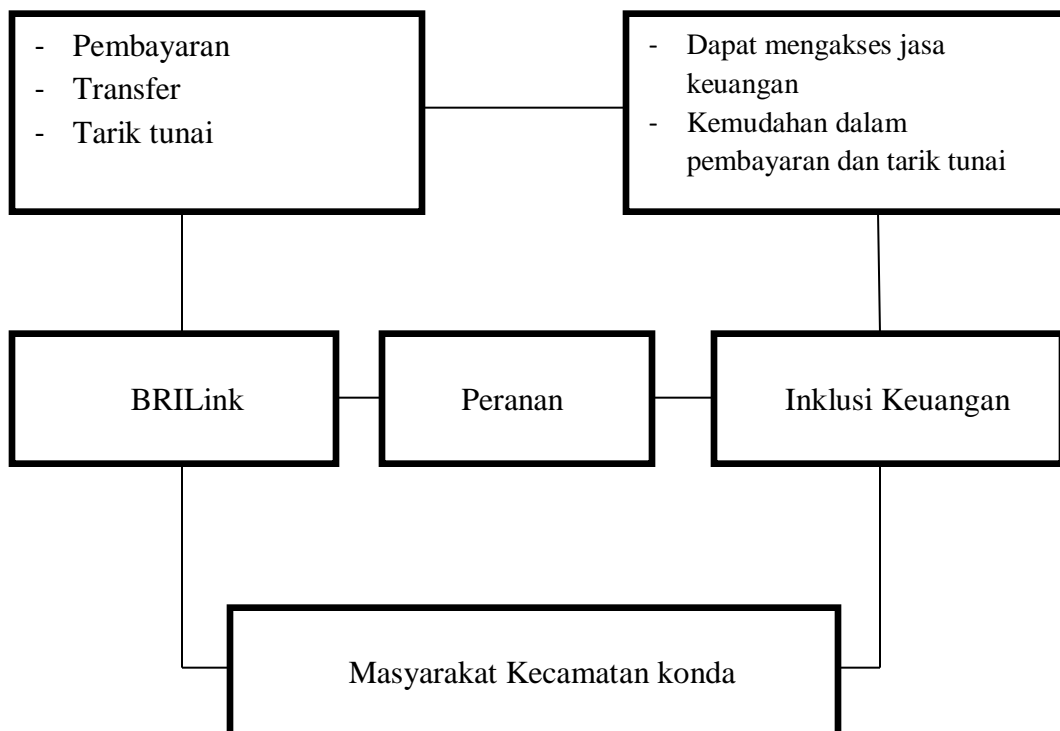 - Pembayaran
- Transfer
- Tarik tunai
- Dapat mengakses jasa
keuangan
- Kemudahan dalam
pembayaran dan tarik tunai
BRILink
Peranan
Inklusi Keuangan
Masyarakat Kecamatan konda